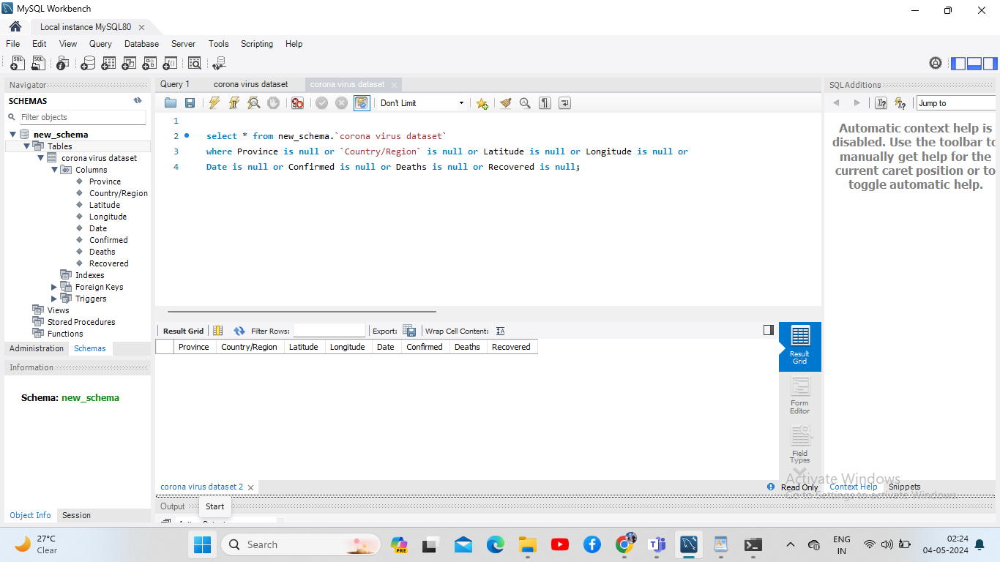 MySQL Workbench
Local instance MySQL80
File Edit View Query Database Server Tools Scripting Help
Navigator
SCHEMAS
Filter objects
new_schema
Tables
corona virus dataset
Columns
Province
Country/Region
Latitude
Longitude
Date
Confirmed
Deaths
Recovered
Indexes
Foreign Keys
Triggers
Views
Stored Procedures
Functions
Administration Schemas
Information
Schema: new_schema
Object Info Session
Query 1 corona virus dataset corona virus dataset
Don't Limit
1
2 select * from new_schema.`corona virus dataset`
3 where Province is null or `Country/Region` is null or Latitude is null or Longitude is null or
4 Date is null or Confirmed is null or Deaths is null or Recovered is null;
Result Grid Filter Rows: Export: Wrap Cell Content:
Province Country/Region Latitude Longitude Date Confirmed Deaths Recovered
Result
Grid
Form
Editor
Field
Types
corona virus dataset 2
Read Only
Output
Start
SQLAdditions
Jump to
Automatic context help is
disabled. Use the toolbar to
manually get help for the
current caret position or to
toggle automatic help.
Context Help Snippets
Activate Windows
Go to Settings to activate Windows.
27°C
Clear
Search
PRE
ENG
IN
02:24
04-05-2024